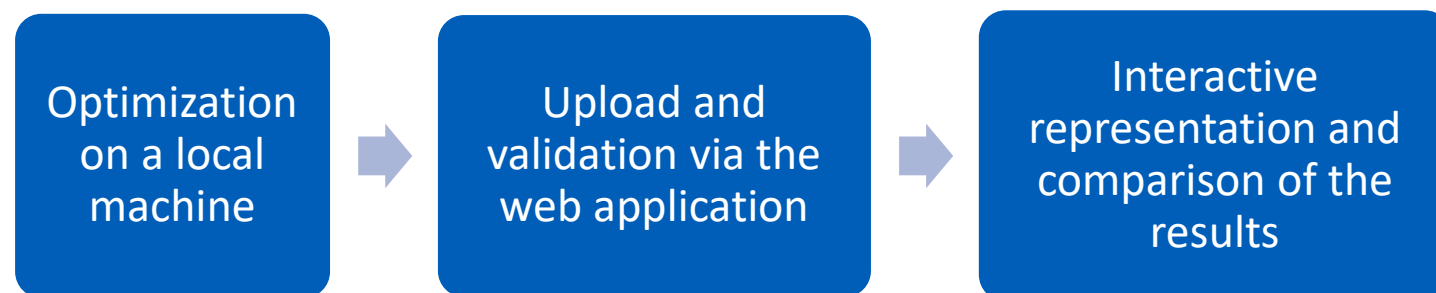 Optimization
on a local
machine
Upload and
validation via the
web application
Interactive
representation and
comparison of the
results